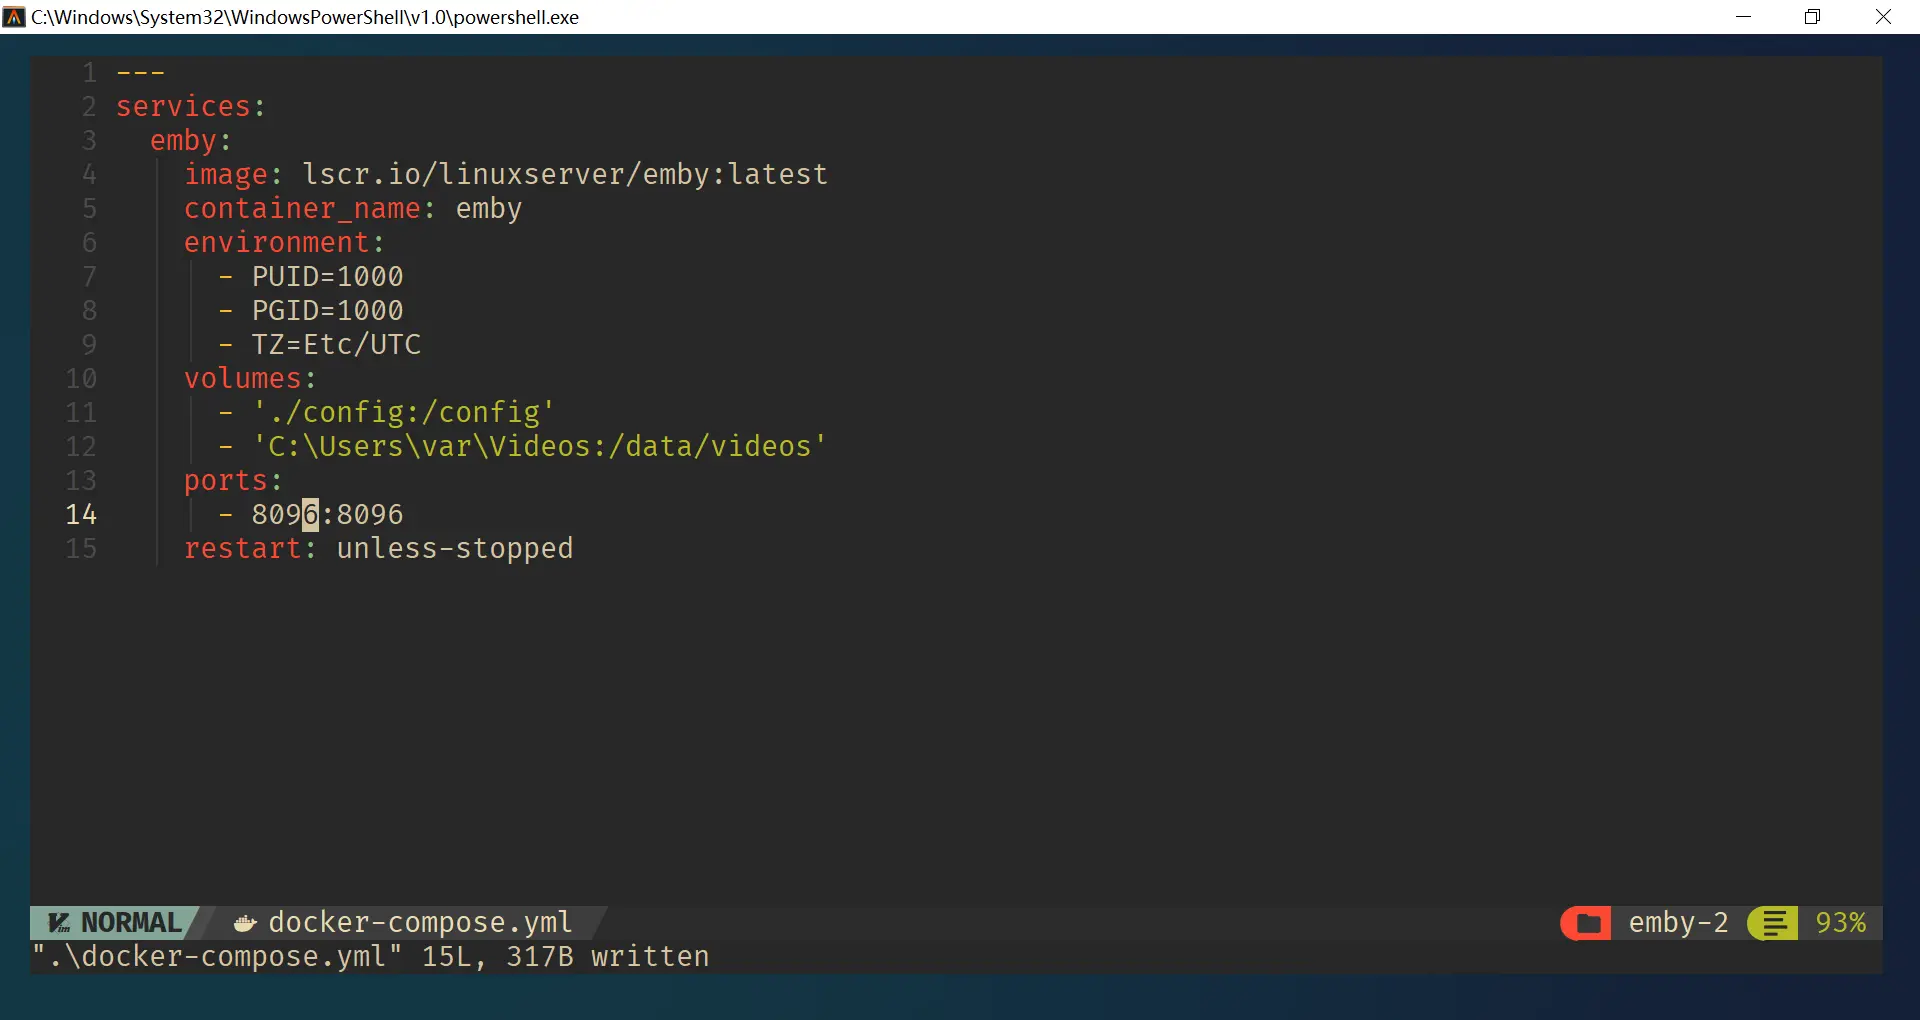 C:\Windows\System32\WindowsPowerShell\v1.0\powershell.exe
1 ---
2 services:
3   emby:
4     image: lscr.io/linuxserver/emby:latest
5     container_name: emby
6     environment:
7       - PUID=1000
8       - PGID=1000
9       - TZ=Etc/UTC
10     volumes:
11       - './config:/config'
12       - 'C:\Users\var\Videos:/data/videos'
13     ports:
14       - 8096:8096
15     restart: unless-stopped
NORMAL docker-compose.yml emby-2 93%
".\docker-compose.yml" 15L, 317B written